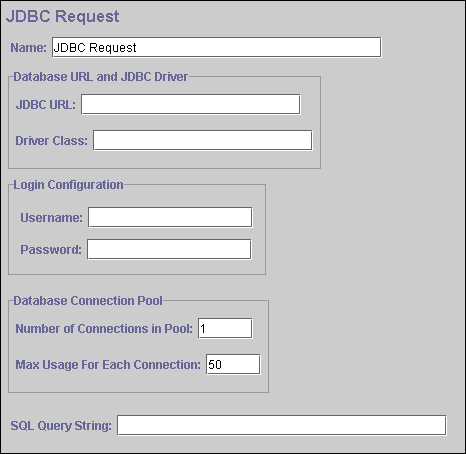 JDBC Request
Name: JDBC Request
Database URL and JDBC Driver
JDBC URL:
Driver Class:
Login Configuration
Username:
Password:
Database Connection Pool
Number of Connections in Pool: 1
Max Usage For Each Connection: 50
SQL Query String: